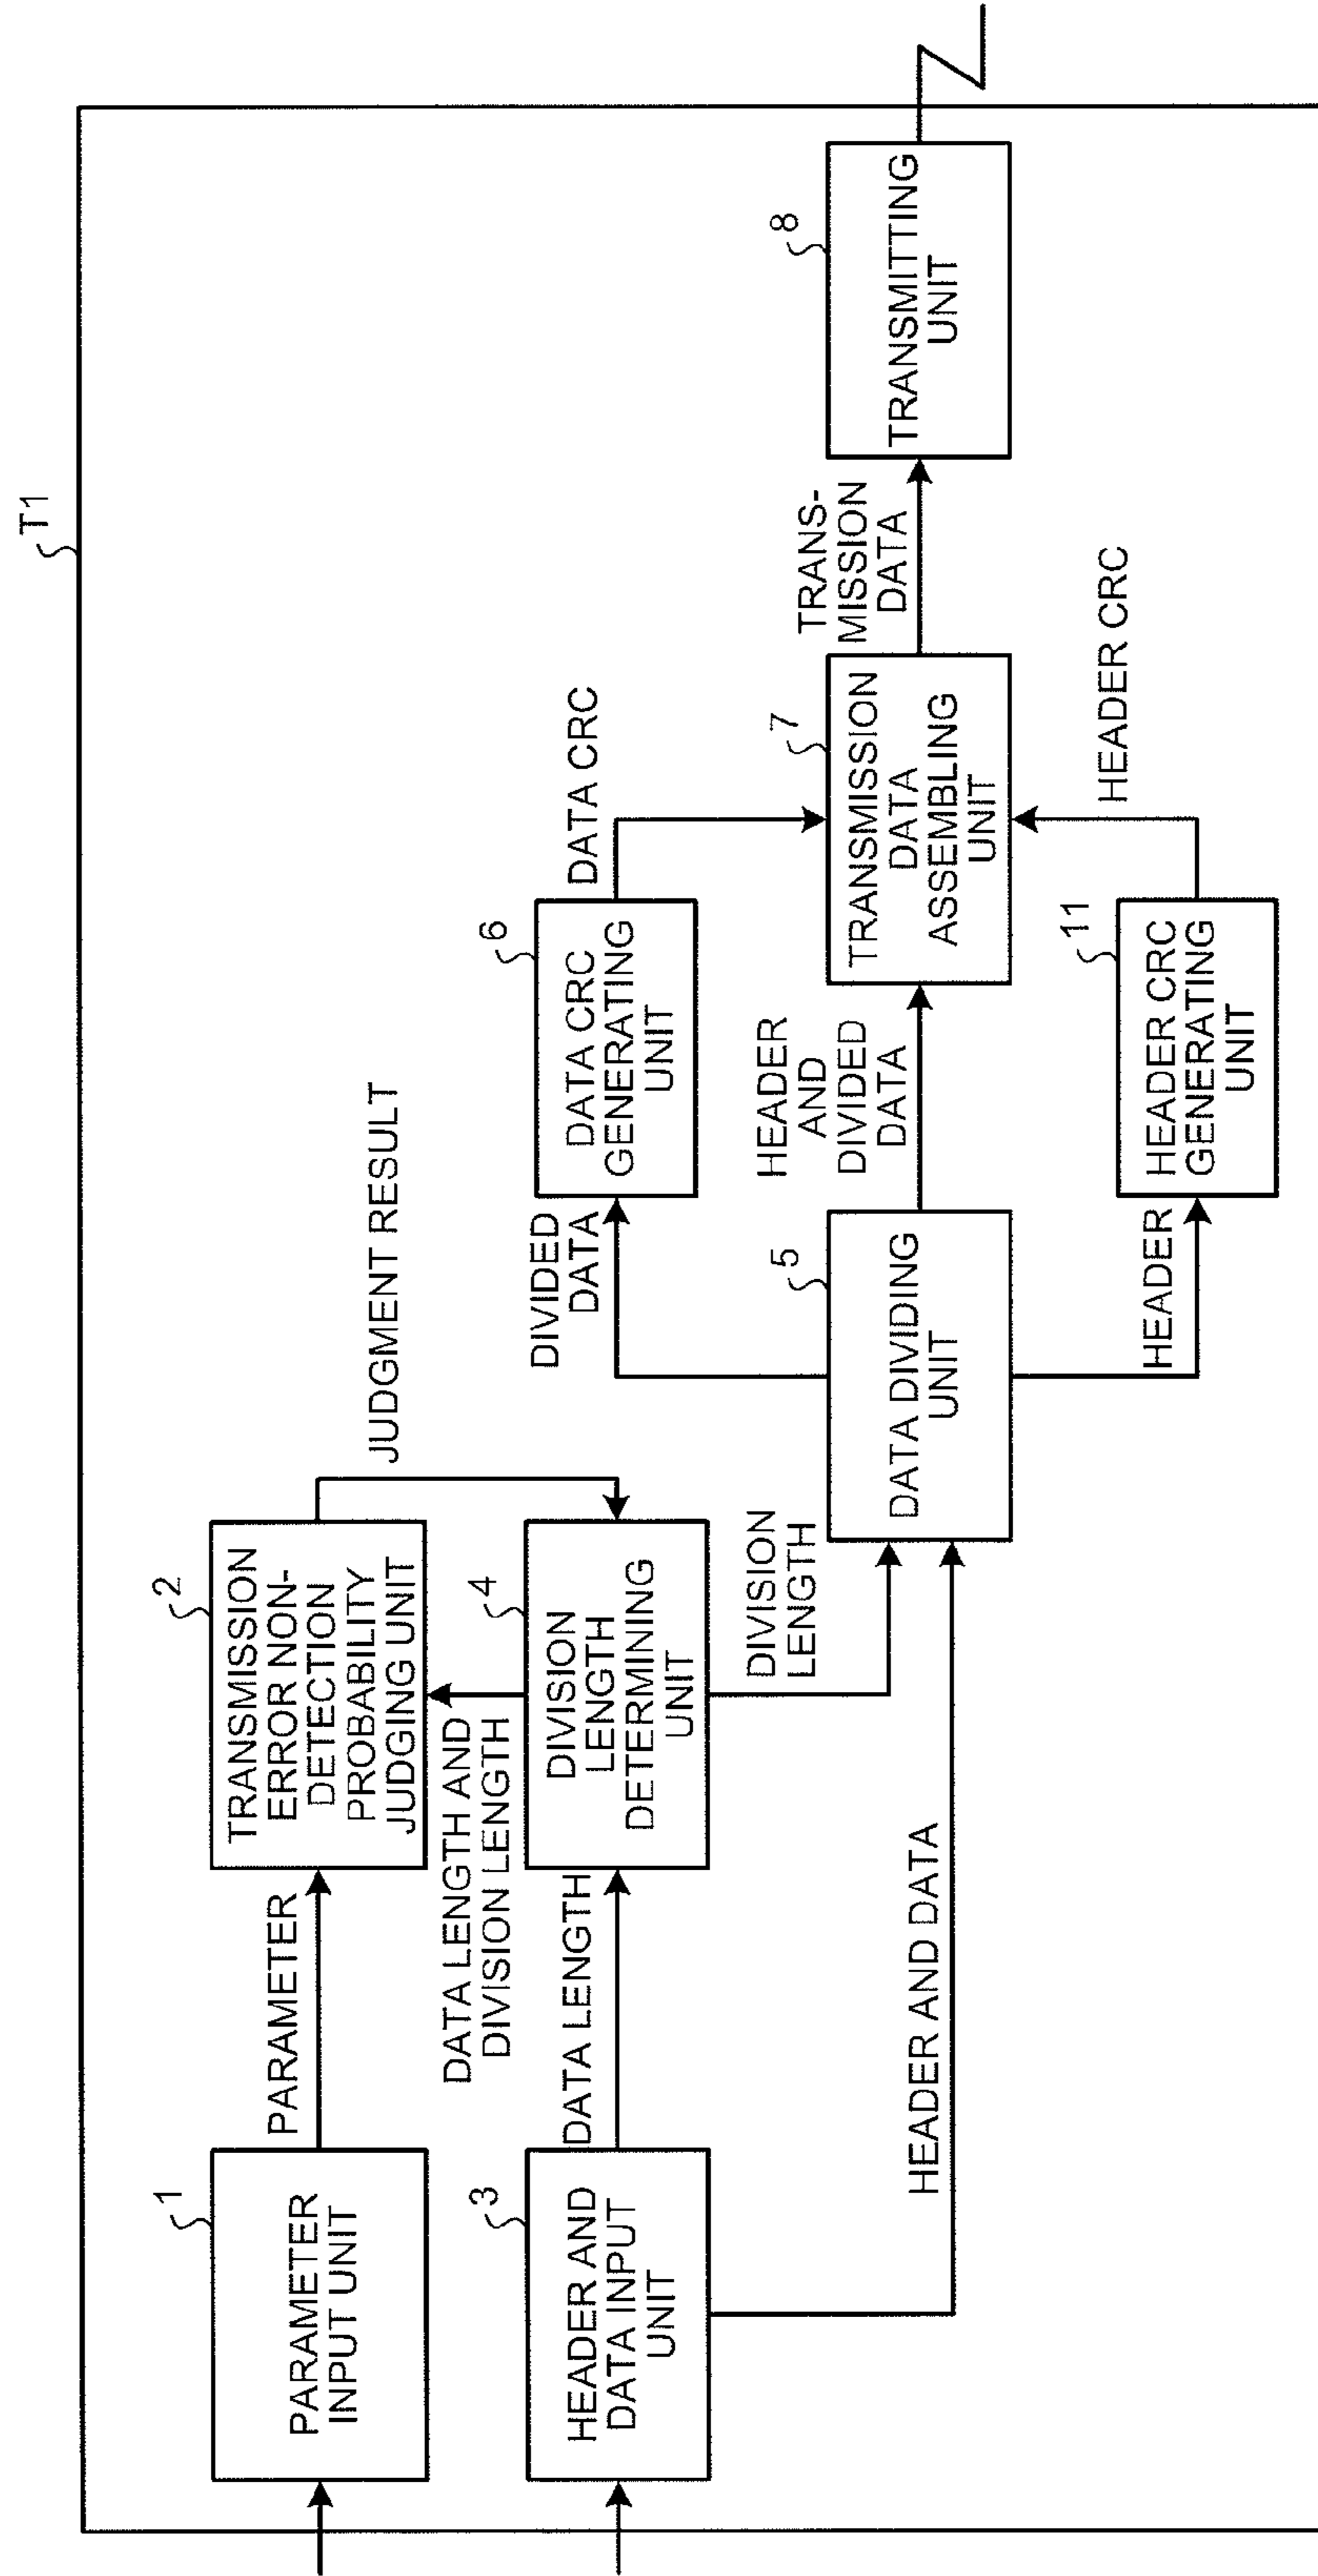 T1
1
PARAMETER
INPUT UNIT
PARAMETER
2
TRANSMISSION
ERROR NON-
DETECTION
PROBABILITY
JUDGING UNIT
JUDGMENT RESULT
DATA LENGTH AND
DIVISION LENGTH
3
HEADER AND
DATA INPUT
UNIT
DATA LENGTH
4
DIVISION
LENGTH
DETERMINING
UNIT
DIVISION
LENGTH
HEADER AND DATA
5
DATA DIVIDING
UNIT
DIVIDED
DATA
6
DATA CRC
GENERATING
UNIT
DATA CRC
HEADER
AND
DIVIDED
DATA
7
TRANSMISSION
DATA
ASSEMBLING
UNIT
TRANS-
MISSION
DATA
8
TRANSMITTING
UNIT
HEADER
11
HEADER CRC
GENERATING
UNIT
HEADER CRC